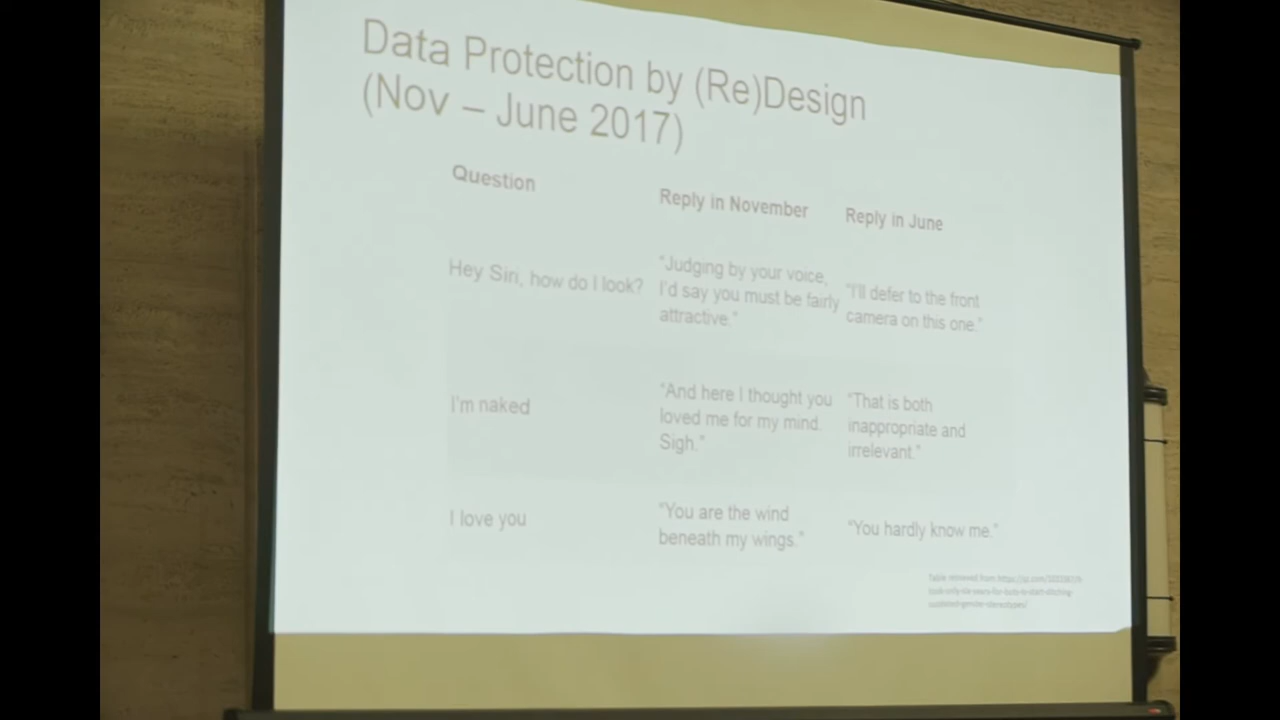 Data Protection by (Re)Design
(Nov – June 2017)
Question
Reply in November
Reply in June
Hey Siri, how do I look?
"Judging by your voice,
I'd say you must be fairly
attractive."
"I'll defer to the front
camera on this one."
I'm naked
"And here I thought you
loved me for my mind.
Sigh."
"That is both
inappropriate and
irrelevant."
I love you
"You are the wind
beneath my wings."
"You hardly know me."
Table retrieved from